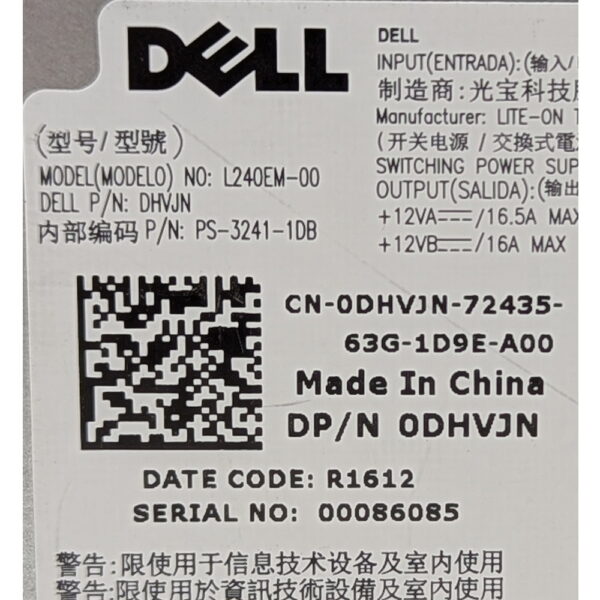 DELL
(型号/型號)
MODEL(MODELO) NO: L240EM-00
DELL P/N: DHVJN
内部编码 P/N: PS-3241-1DB
DELL
INPUT(ENTRADA):(输入/
制造商:光宝科技
Manufacturer: LITE-ON
(开关电源 / 交换式電
SWITCHING POWER SUP
OUTPUT(SALIDA):(输出
+12VA⎓/16.5A MAX
+12VB⎓/16A MAX
CN-0DHVJN-72435-
63G-1D9E-A00
Made In China
DP/N 0DHVJN
DATE CODE: R1612
SERIAL NO: 00086085
警告:限使用于信息技术设备及室内使用
警告:限使用於資訊技術設備及室內使用